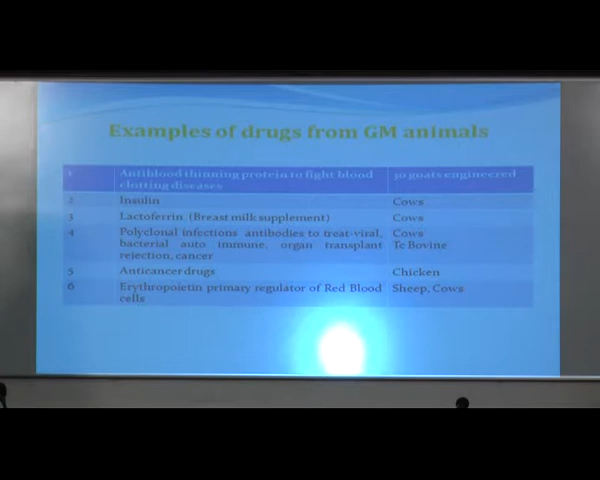 Examples of drugs from GM animals
1 Antiblood thinning protein to fight blood 30 goats engineered
clotting diseases
2 Insulin Cows
3 Lactoferrin (Breast milk supplement) Cows
4 Polyclonal infections antibodies to treat-viral, Cows
bacterial auto immune, organ transplant Tc Bovine
rejection, cancer
5 Anticancer drugs Chicken
6 Erythropoietin primary regulator of Red Blood Sheep, Cows
cells